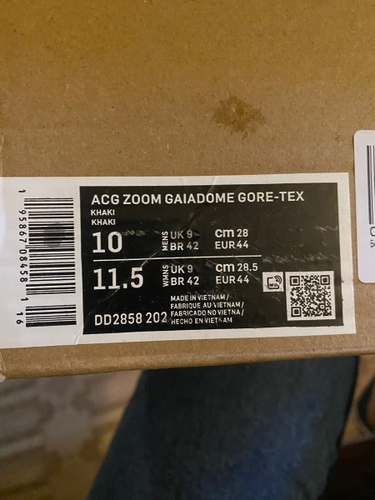 ACG ZOOM GAIADOME GORE-TEX
KHAKI
KHAKI
10 MENS UK 9 cm 28
BR 42 EUR 44
11.5 WMNS UK 9 cm 28.5
BR 42 EUR 44
MADE IN VIETNAM /
FABRIQUE AU VIETNAM /
FABRICADO NO VIETNA /
HECHO EN VIETNAM
DD2858 202
1 95867 08458 1 16